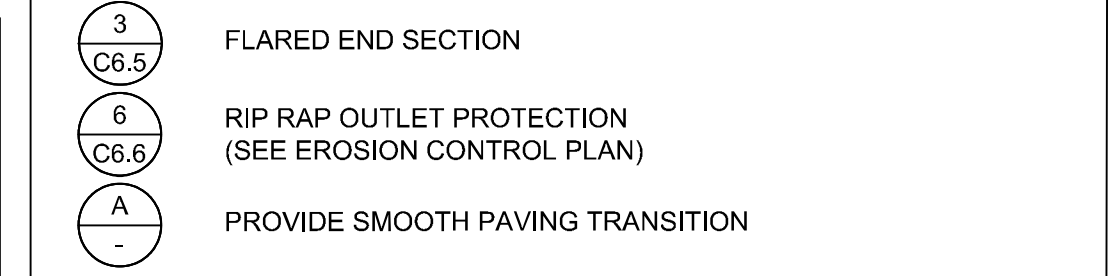 3
C6.5
FLARED END SECTION
6
C6.6
RIP RAP OUTLET PROTECTION
(SEE EROSION CONTROL PLAN)
A
-
PROVIDE SMOOTH PAVING TRANSITION